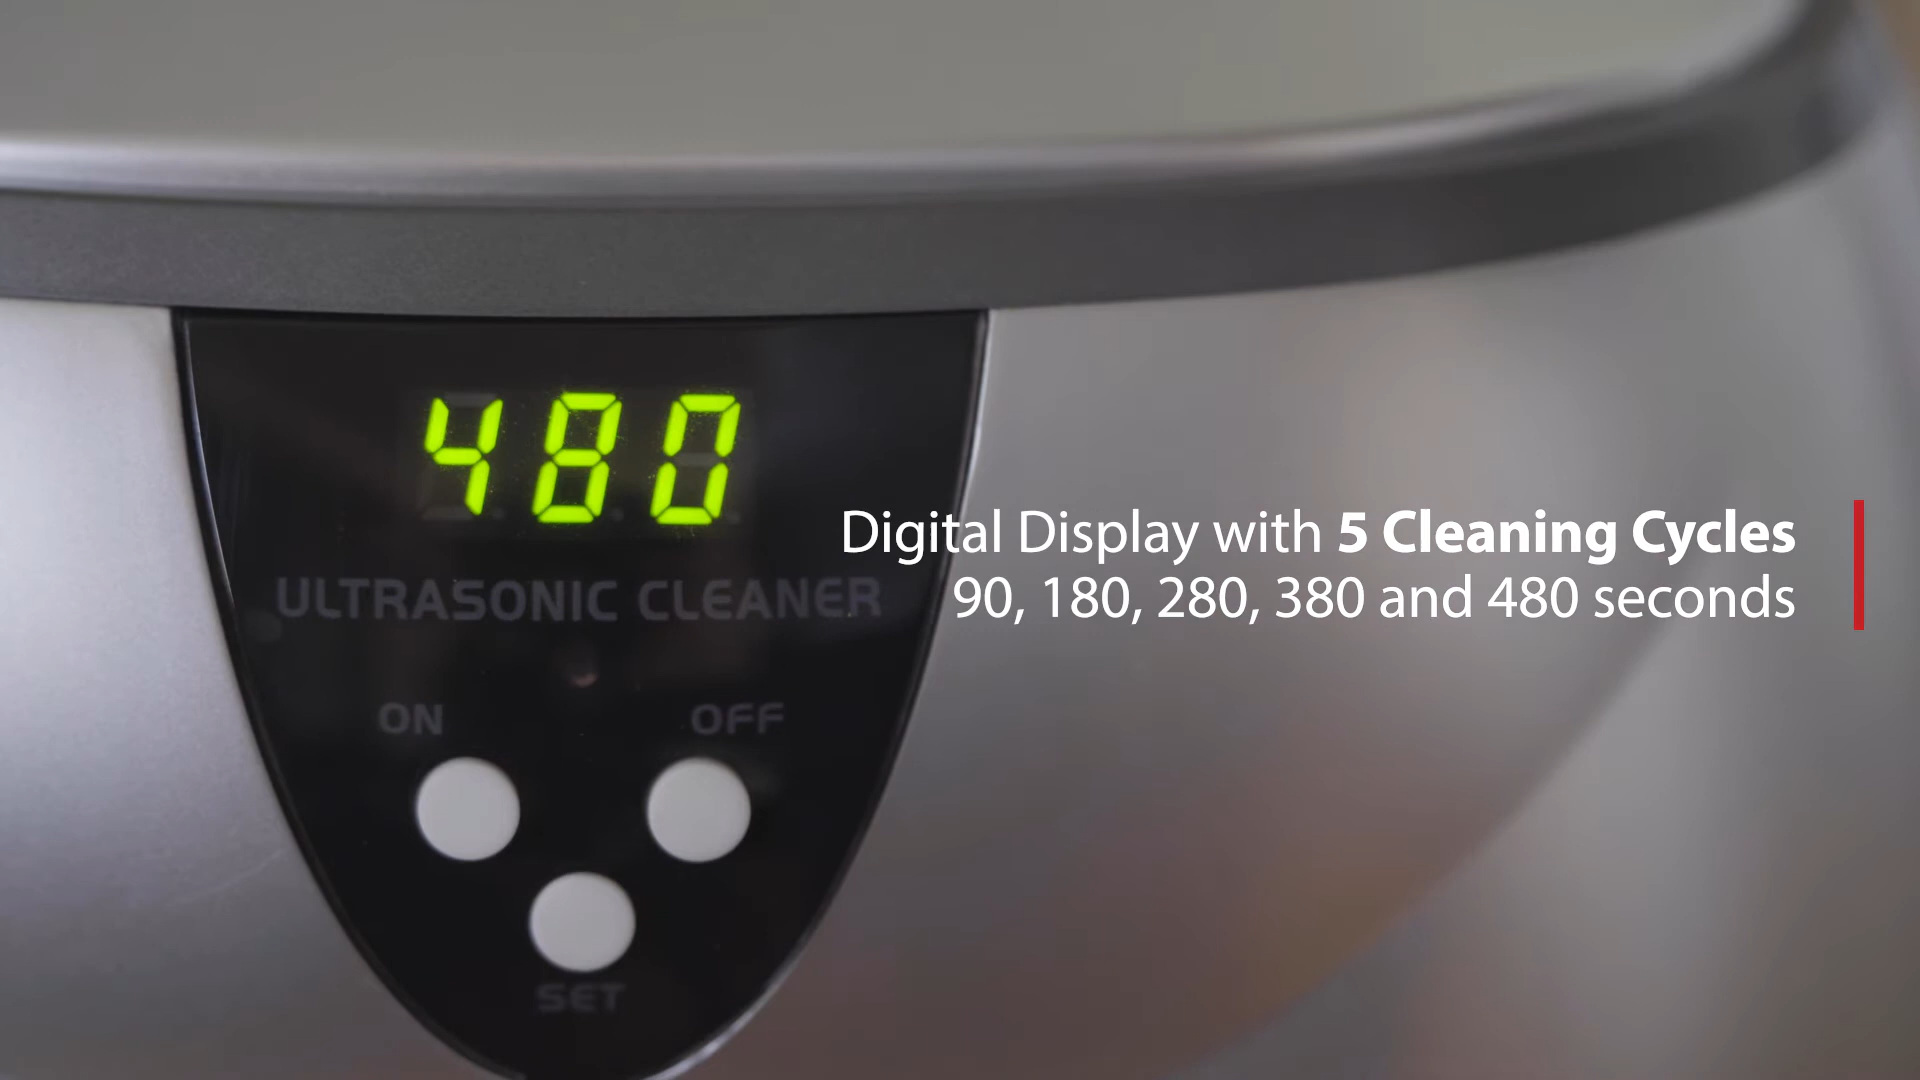 480
Digital Display with 5 Cleaning Cycles
90, 180, 280, 380 and 480 seconds
ULTRASONIC CLEANER
ON
OFF
SET